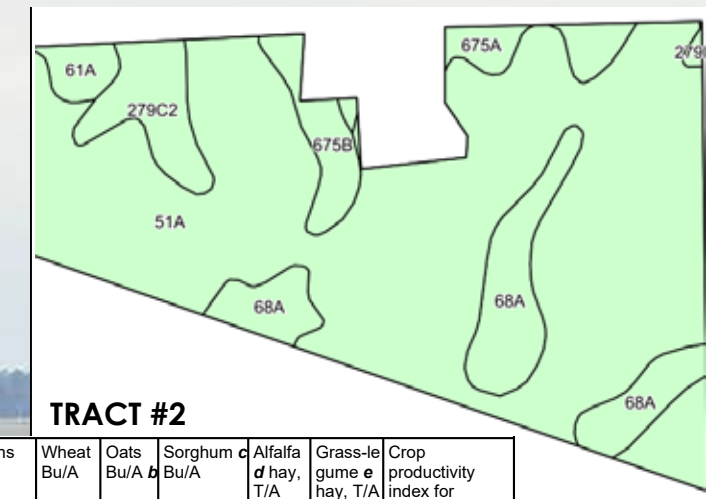 61A
675A
279
279C2
675B
51A
68A
68A
68A
TRACT #2
Wheat Bu/A
Oats Bu/A b
Sorghum c Bu/A
Alfalfa d hay, T/A
Grass-le gume e hay, T/A
Crop productivity index for